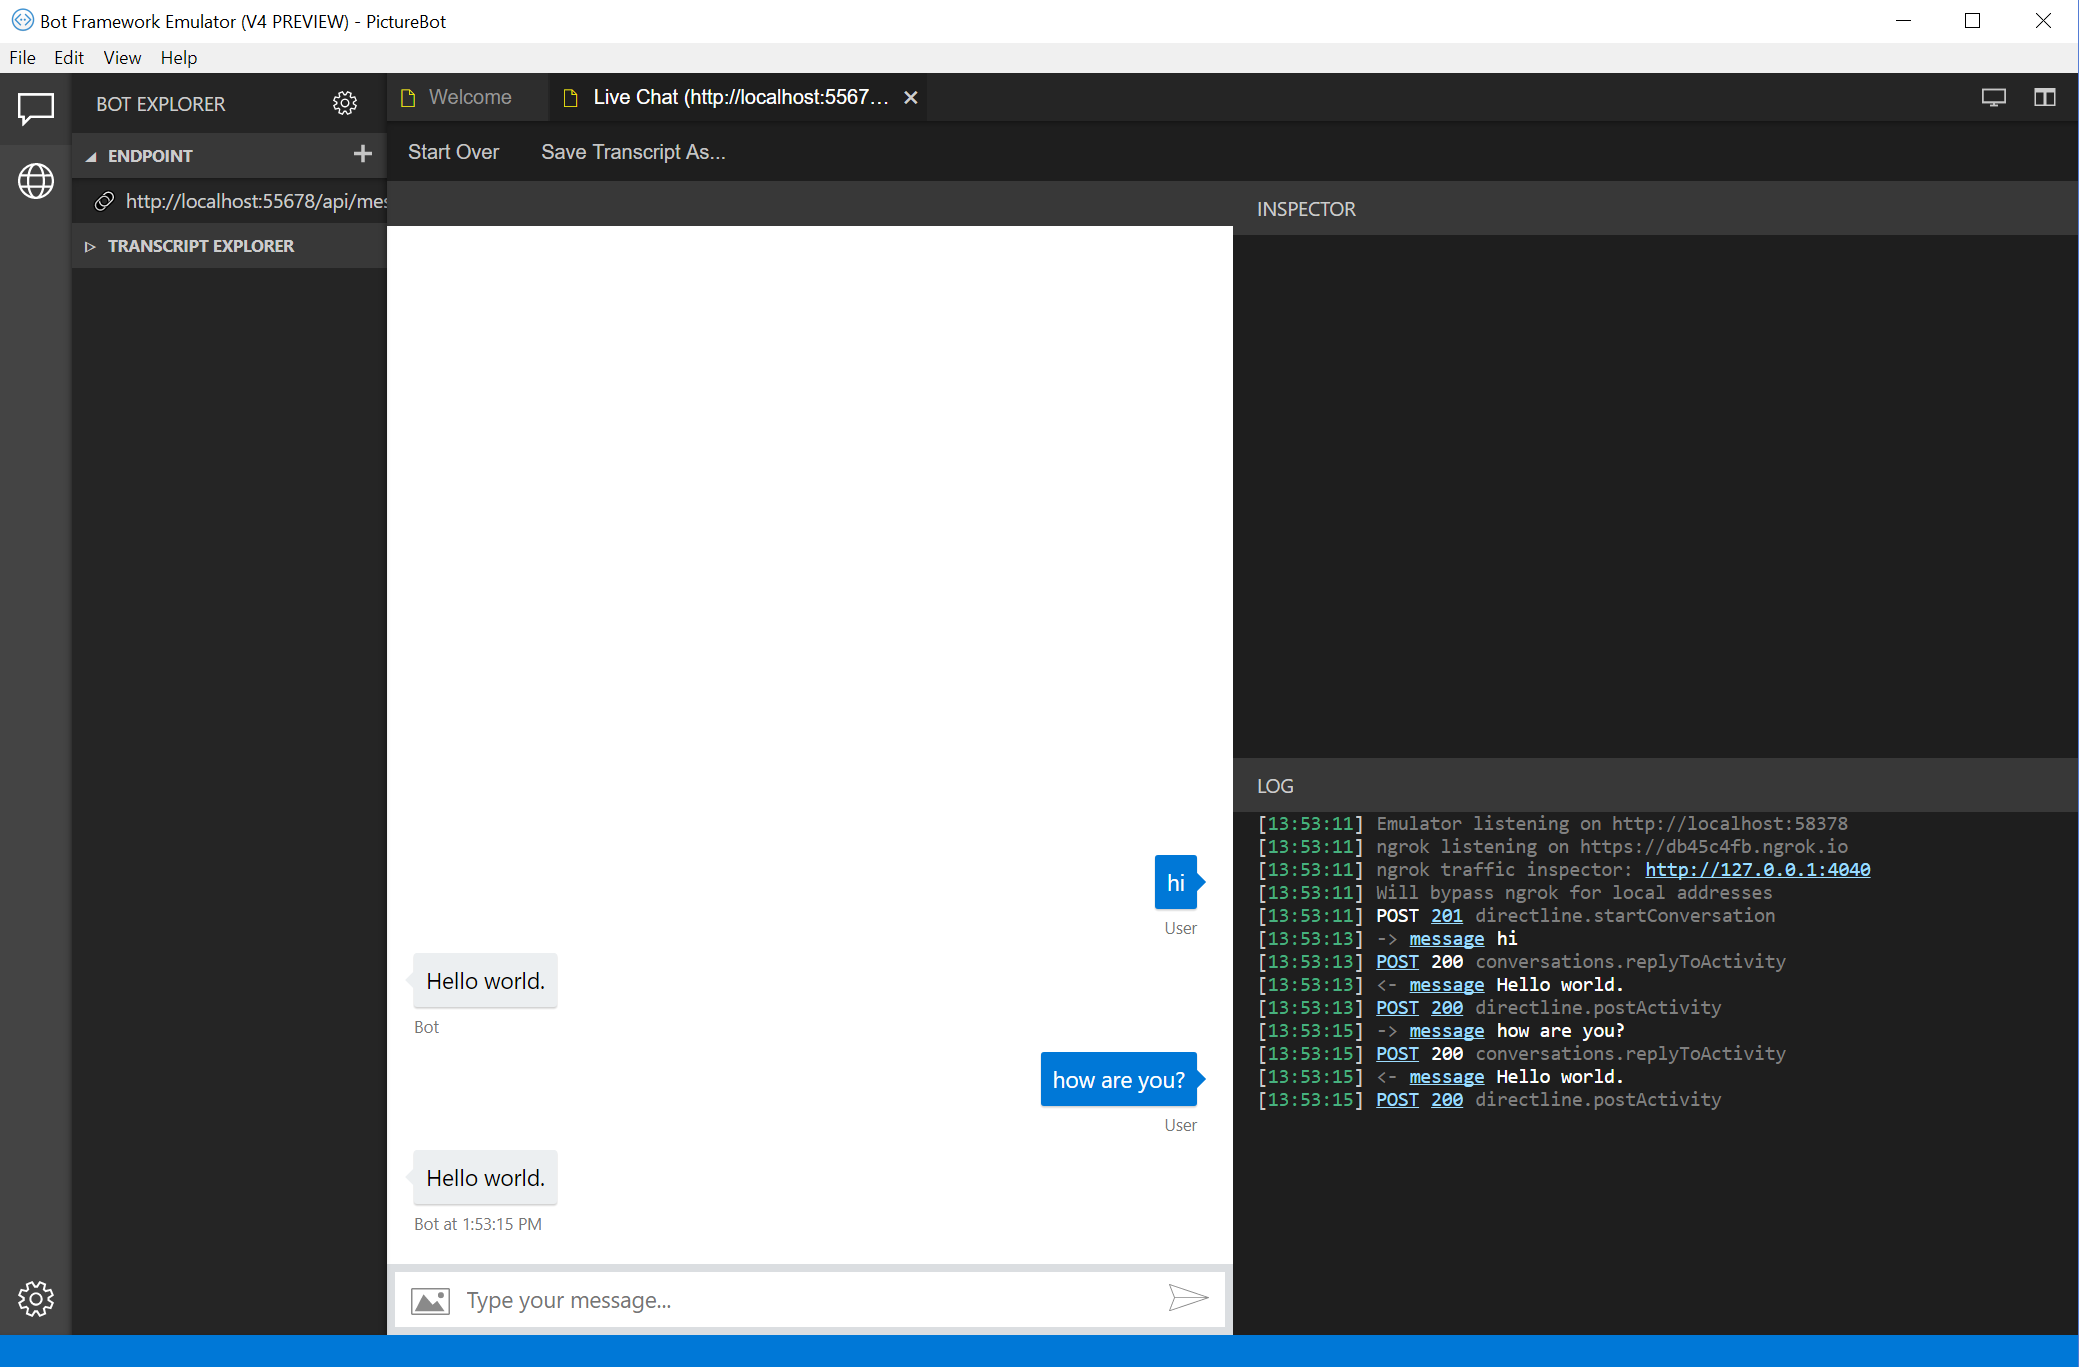 Bot Framework Emulator (V4 PREVIEW) - PictureBot
File Edit View Help
BOT EXPLORER
ENDPOINT
http://localhost:55678/api/mes
TRANSCRIPT EXPLORER
Welcome
Live Chat (http://localhost:5567...
Start Over Save Transcript As...
hi
User
Hello world.
Bot
how are you?
User
Hello world.
Bot at 1:53:15 PM
Type your message...
INSPECTOR
LOG
[13:53:11] Emulator listening on http://localhost:58378
[13:53:11] ngrok listening on https://db45c4fb.ngrok.io
[13:53:11] ngrok traffic inspector: http://127.0.0.1:4040
[13:53:11] Will bypass ngrok for local addresses
[13:53:11] POST 201 directline.startConversation
[13:53:13] -> message hi
[13:53:13] POST 200 conversations.replyToActivity
[13:53:13] <- message Hello world.
[13:53:13] POST 200 directline.postActivity
[13:53:15] -> message how are you?
[13:53:15] POST 200 conversations.replyToActivity
[13:53:15] <- message Hello world.
[13:53:15] POST 200 directline.postActivity